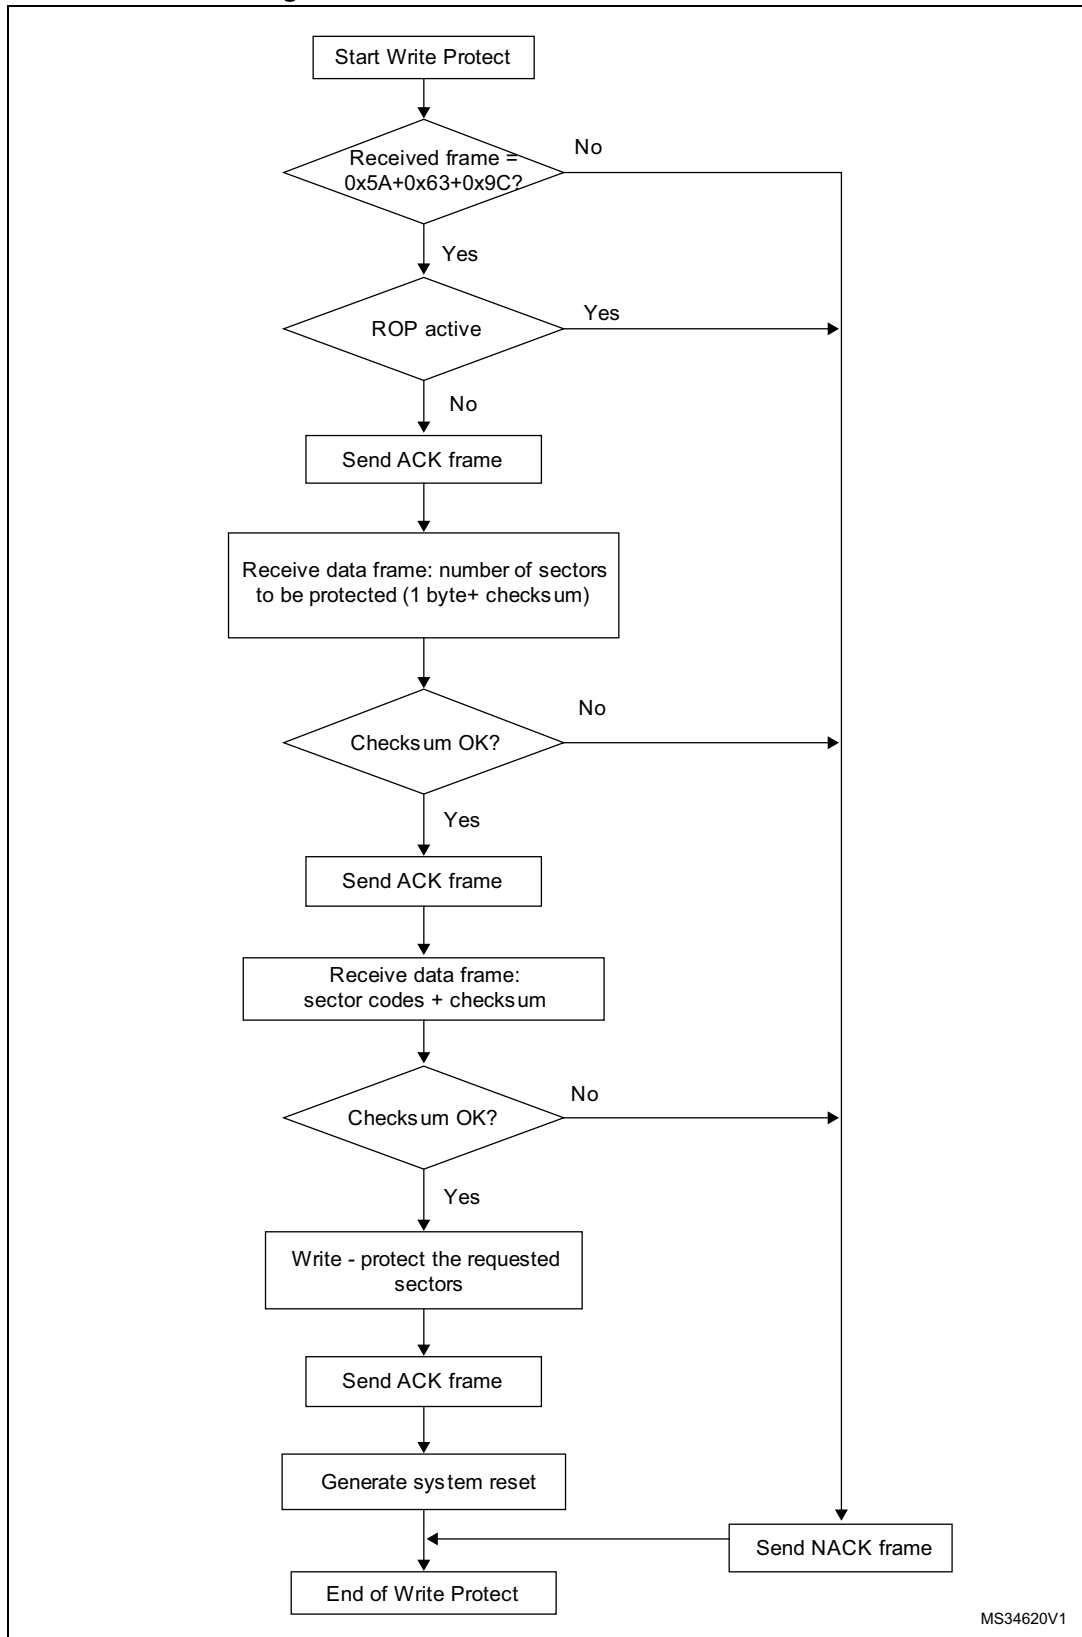 Start Write Protect
Received frame =
0x5A+0x63+0x9C?
No
Yes
ROP active
Yes
No
Send ACK frame
Receive data frame: number of sectors
to be protected (1 byte+ checksum)
Checksum OK?
No
Yes
Send ACK frame
Receive data frame:
sector codes + checksum
Checksum OK?
No
Yes
Write - protect the requested
sectors
Send ACK frame
Generate system reset
Send NACK frame
End of Write Protect
MS34620V1